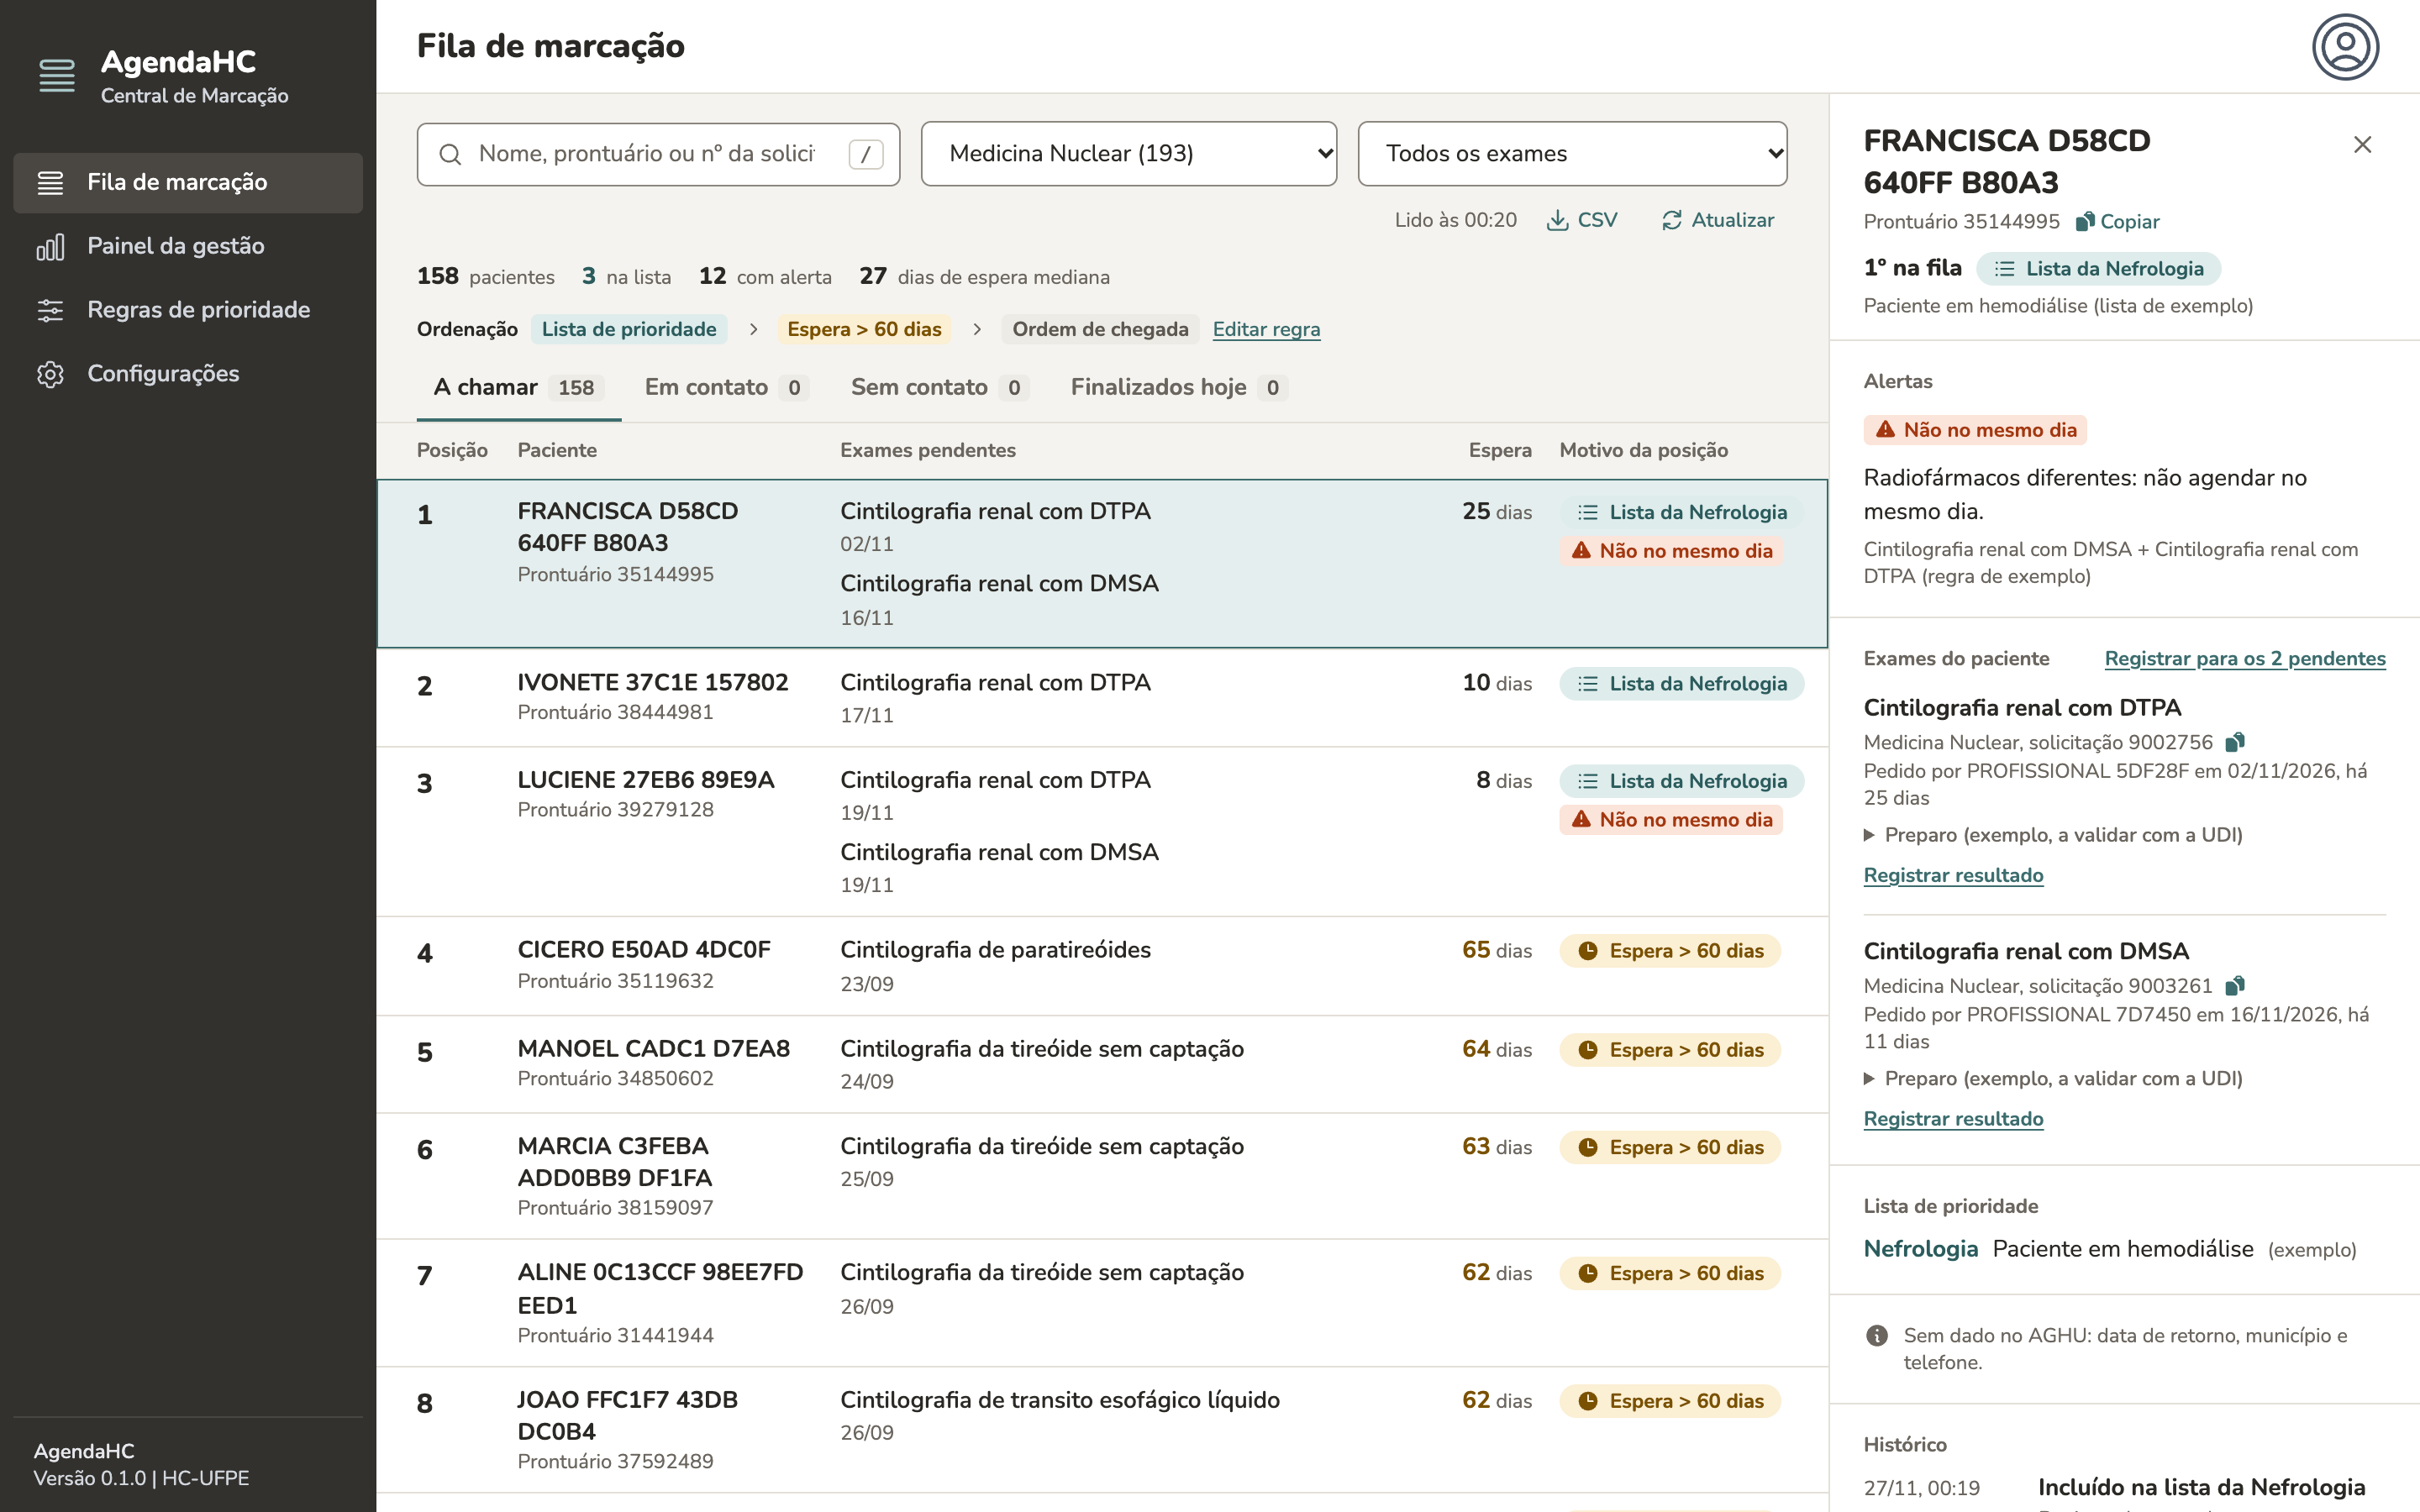 AgendaHC
Central de Marcação
Fila de marcação
Painel da gestão
Regras de prioridade
Configurações
AgendaHC
Versão 0.1.0 | HC-UFPE
Fila de marcação
Nome, prontuário ou nº da solici
/
Medicina Nuclear (193)
Todos os exames
Lido às 00:20
CSV
Atualizar
158 pacientes 3 na lista 12 com alerta 27 dias de espera mediana
Ordenação Lista de prioridade > Espera > 60 dias > Ordem de chegada Editar regra
A chamar 158 Em contato 0 Sem contato 0 Finalizados hoje 0
Posição Paciente Exames pendentes Espera Motivo da posição
1 FRANCISCA D58CD Cintilografia renal com DTPA 25 dias Lista da Nefrologia
640FF B80A3 02/11 Não no mesmo dia
Prontuário 35144995 Cintilografia renal com DMSA
16/11
2 IVONETE 37C1E 157802 Cintilografia renal com DTPA 10 dias Lista da Nefrologia
Prontuário 38444981 17/11
3 LUCIENE 27EB6 89E9A Cintilografia renal com DTPA 8 dias Lista da Nefrologia
Prontuário 39279128 19/11 Não no mesmo dia
Cintilografia renal com DMSA
19/11
4 CICERO E50AD 4DC0F Cintilografia de paratireóides 65 dias Espera > 60 dias
Prontuário 35119632 23/09
5 MANOEL CADC1 D7EA8 Cintilografia da tireóide sem captação 64 dias Espera > 60 dias
Prontuário 34850602 24/09
6 MARCIA C3FEBA Cintilografia da tireóide sem captação 63 dias Espera > 60 dias
ADD0BB9 DF1FA 25/09
Prontuário 38159097
7 ALINE 0C13CCF 98EE7FD Cintilografia da tireóide sem captação 62 dias Espera > 60 dias
EED1 26/09
Prontuário 31441944
8 JOAO FFC1F7 43DB Cintilografia de transito esofágico líquido 62 dias Espera > 60 dias
DC0B4 26/09
Prontuário 37592489
FRANCISCA D58CD
640FF B80A3
Prontuário 35144995 Copiar
1º na fila Lista da Nefrologia
Paciente em hemodiálise (lista de exemplo)
Alertas
Não no mesmo dia
Radiofármacos diferentes: não agendar no
mesmo dia.
Cintilografia renal com DMSA + Cintilografia renal com
DTPA (regra de exemplo)
Exames do paciente Registrar para os 2 pendentes
Cintilografia renal com DTPA
Medicina Nuclear, solicitação 9002756
Pedido por PROFISSIONAL 5DF28F em 02/11/2026, há
25 dias
Preparo (exemplo, a validar com a UDI)
Registrar resultado
Cintilografia renal com DMSA
Medicina Nuclear, solicitação 9003261
Pedido por PROFISSIONAL 7D7450 em 16/11/2026, há
11 dias
Preparo (exemplo, a validar com a UDI)
Registrar resultado
Lista de prioridade
Nefrologia Paciente em hemodiálise (exemplo)
Sem dado no AGHU: data de retorno, município e
telefone.
Histórico
27/11, 00:19 Incluído na lista da Nefrologia